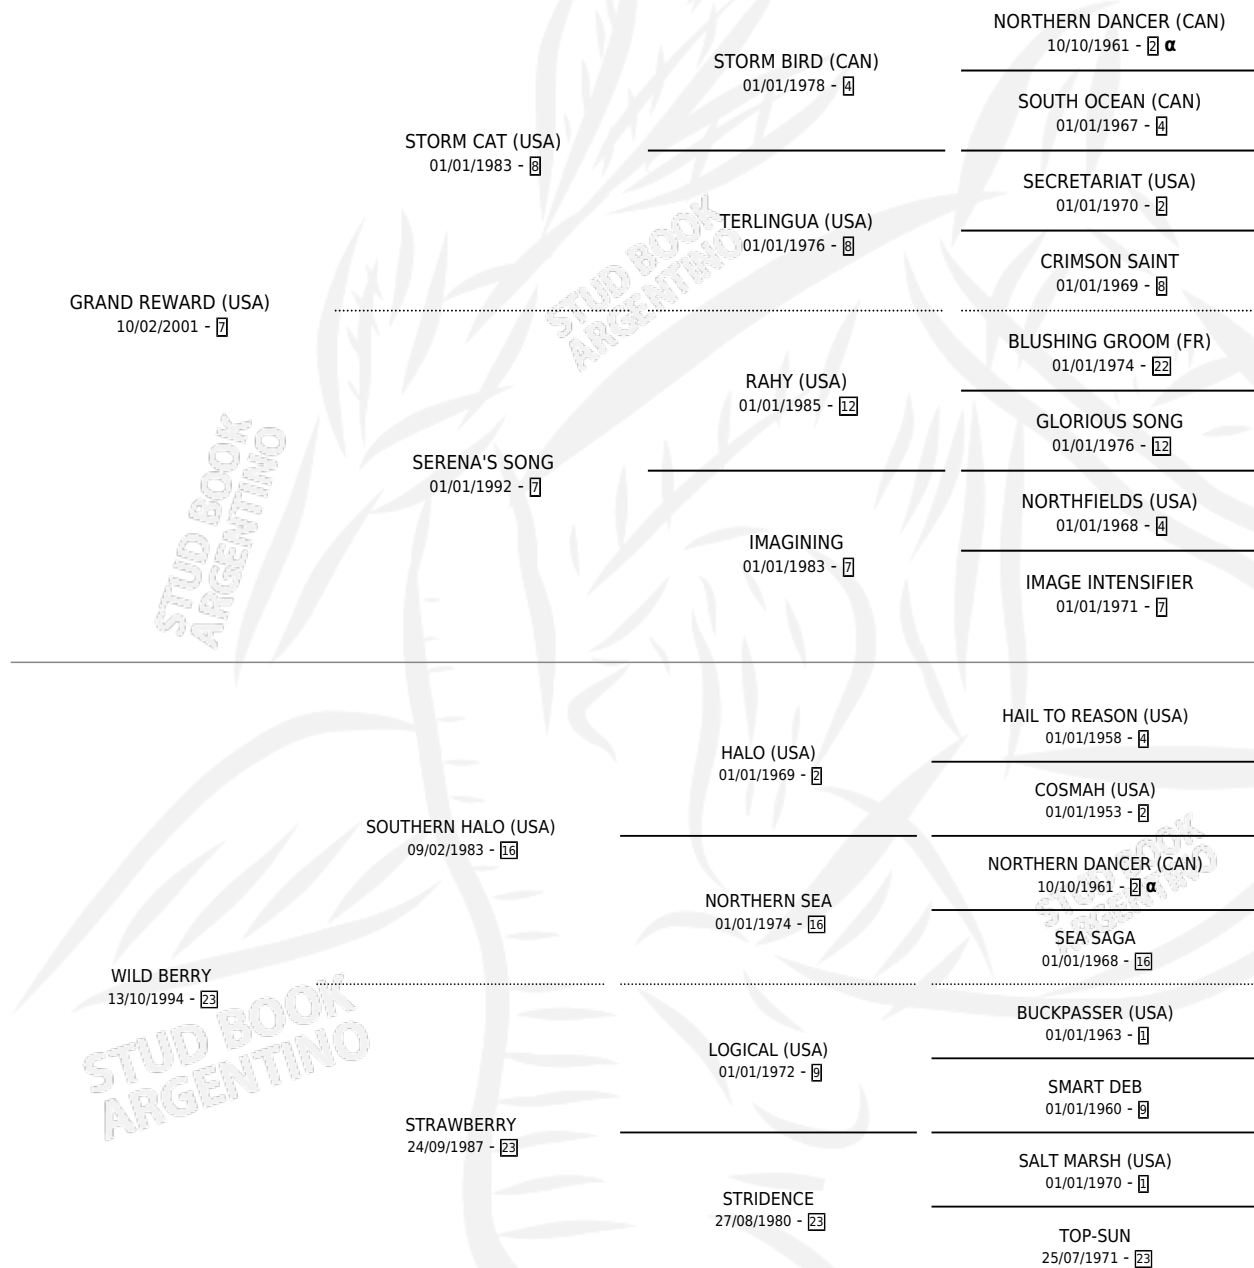 NORTHERN DANCER (CAN)
10/10/1961 - 2 α
STORM BIRD (CAN)
01/01/1978 - 4
SOUTH OCEAN (CAN)
01/01/1967 - 4
STORM CAT (USA)
01/01/1983 - 8
SECRETARIAT (USA)
01/01/1970 - 2
TERLINGUA (USA)
01/01/1976 - 8
CRIMSON SAINT
01/01/1969 - 8
GRAND REWARD (USA)
10/02/2001 - 7
BLUSHING GROOM (FR)
01/01/1974 - 22
RAHY (USA)
01/01/1985 - 12
GLORIOUS SONG
01/01/1976 - 12
SERENA'S SONG
01/01/1992 - 7
NORTHFIELDS (USA)
01/01/1968 - 4
IMAGINING
01/01/1983 - 7
IMAGE INTENSIFIER
01/01/1971 - 7
HAIL TO REASON (USA)
01/01/1958 - 4
HALO (USA)
01/01/1969 - 2
COSMAH (USA)
01/01/1953 - 2
SOUTHERN HALO (USA)
09/02/1983 - 16
NORTHERN DANCER (CAN)
10/10/1961 - 2 α
NORTHERN SEA
01/01/1974 - 16
SEA SAGA
01/01/1968 - 16
WILD BERRY
13/10/1994 - 23
BUCKPASSER (USA)
01/01/1963 - 1
LOGICAL (USA)
01/01/1972 - 9
SMART DEB
01/01/1960 - 9
STRAWBERRY
24/09/1987 - 23
SALT MARSH (USA)
01/01/1970 - 1
STRIDENCE
27/08/1980 - 23
TOP-SUN
25/07/1971 - 23
STUD BOOK
ARGENTINO
STUD BOOK
ARGENTINO
STUD BOOK
ARGENTINO
STUD BOOK
ARGENTINO